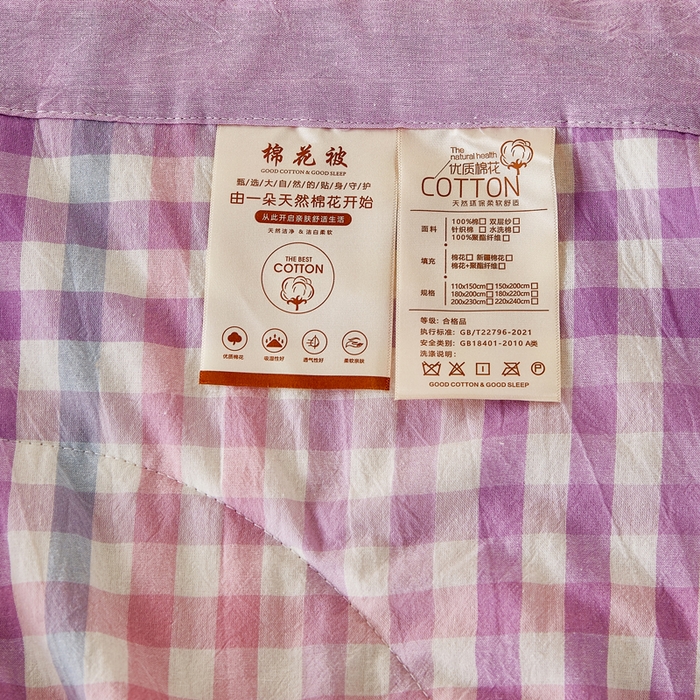 棉花被
GOOD COTTON & GOOD SLEEP
甄/选/大/自/然/的/贴/身/守/护
由一朵天然棉花开始
从此开启亲肤舒适生活
天然洁净 & 洁白柔软
THE BEST
COTTON
优质棉花 吸湿性好 透气性好 柔软亲肤
The
natural health
优质棉花
COTTON
天然环保柔软舒适
面料
100%棉□ 双层纱□
针织棉□ 水洗棉□
100%聚酯纤维□
填充
棉花□ 新疆棉花□
棉花+聚酯纤维□
规格
110x150cm□ 150x200cm□
180x200cm□ 180x220cm□
200x230cm□ 220x240cm□
等级：合格品
执行标准：GB/T22796-2021
安全类别：GB18401-2010 A类
洗涤说明：
GOOD COTTON & GOOD SLEEP